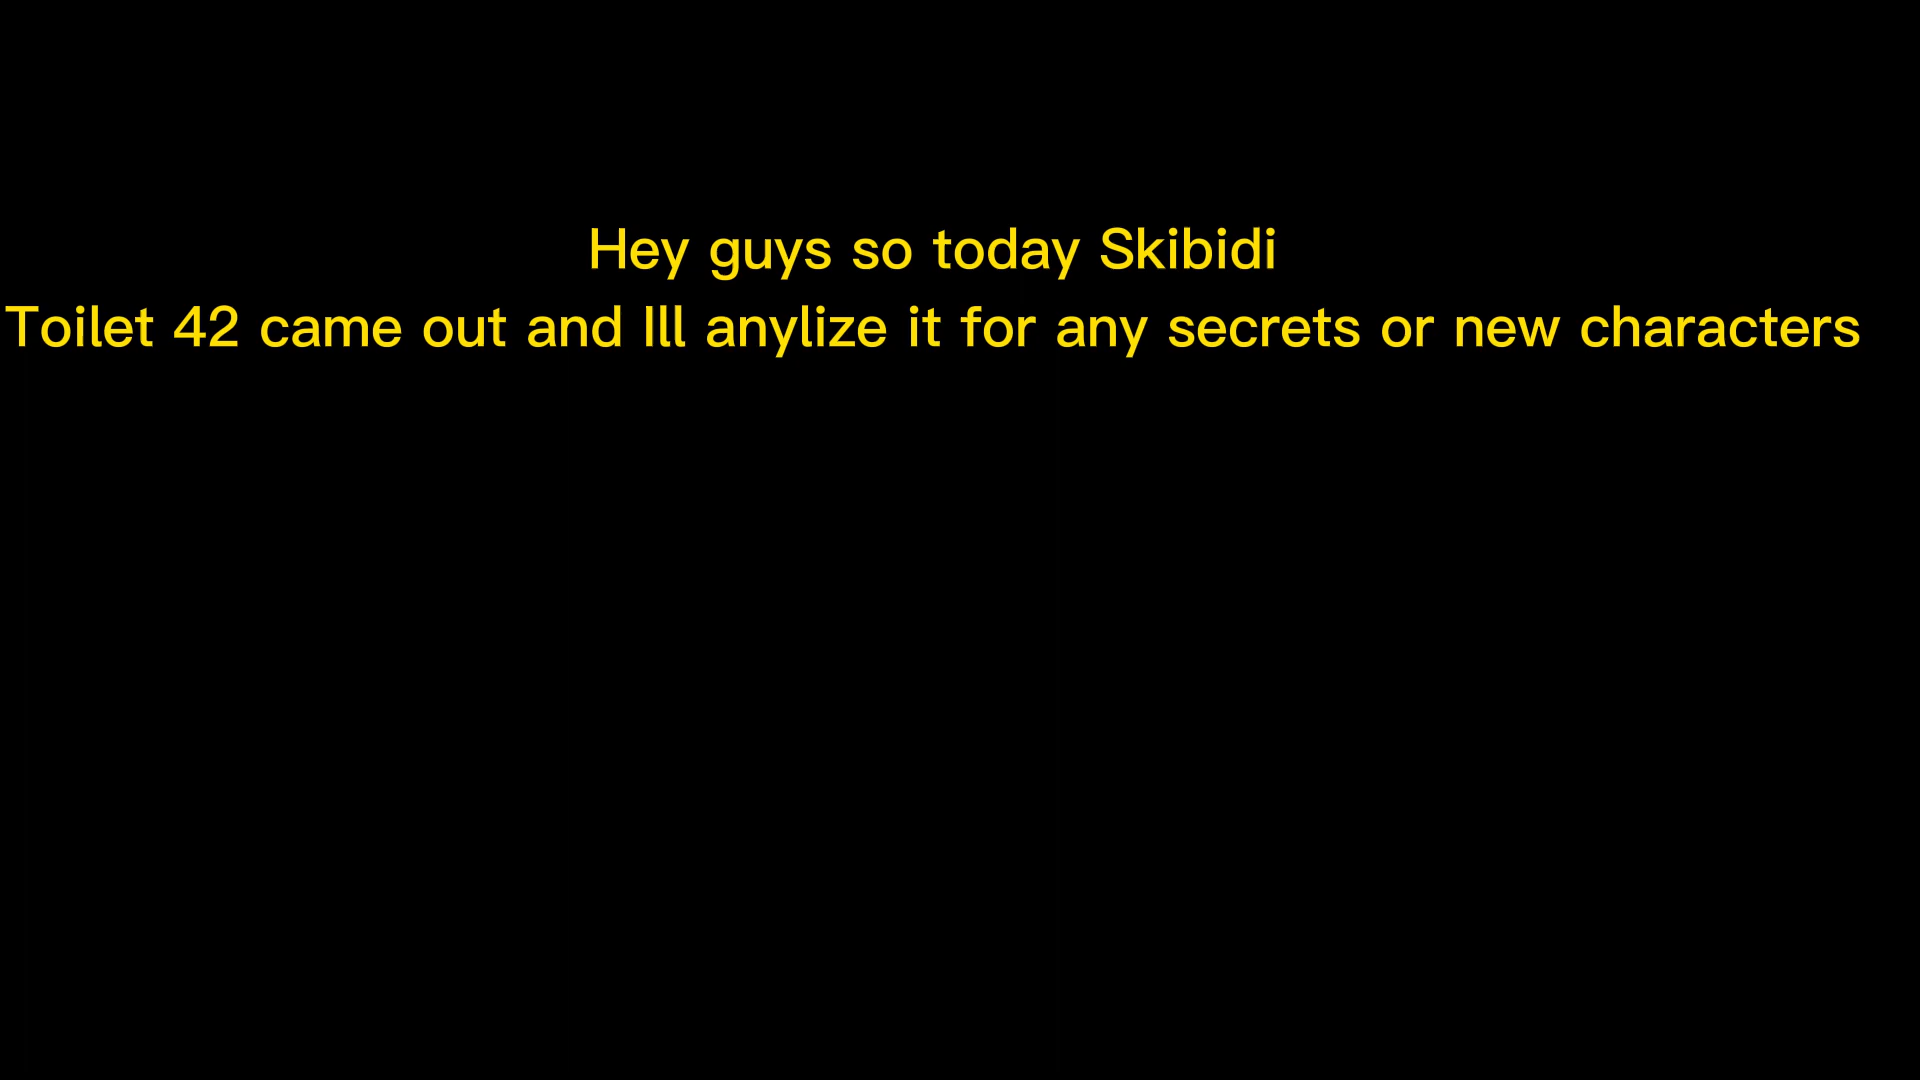 Hey guys so today Skibidi
Toilet 42 came out and Ill anylize it for any secrets or new characters